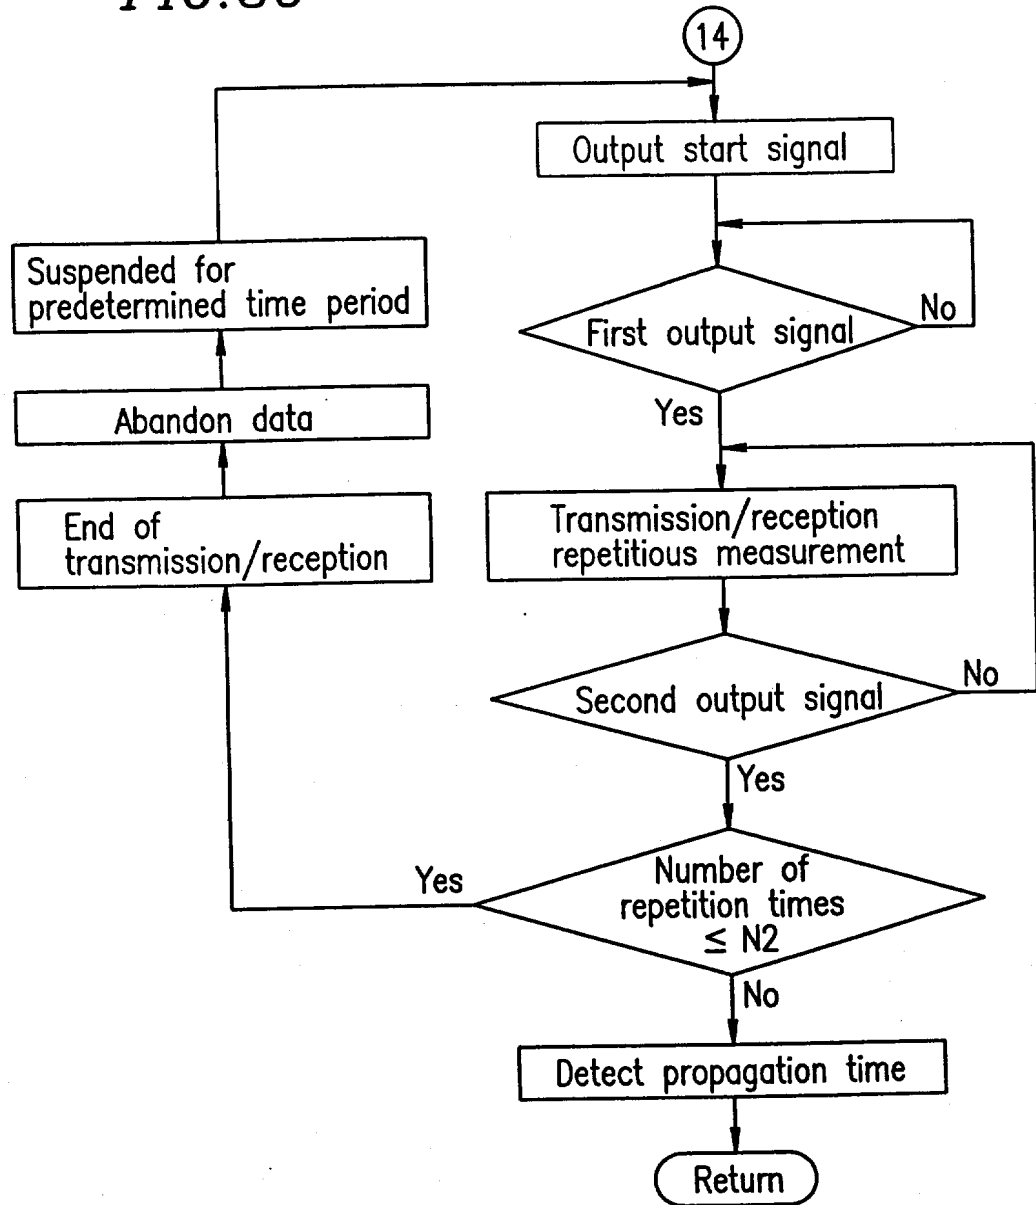 14
Output start signal
Suspended for
predetermined time period
First output signal
No
Yes
Abandon data
Transmission/reception
repetitious measurement
End of
transmission/reception
Second output signal
No
Yes
Number of
repetition times
≤ N2
Yes
No
Detect propagation time
Return